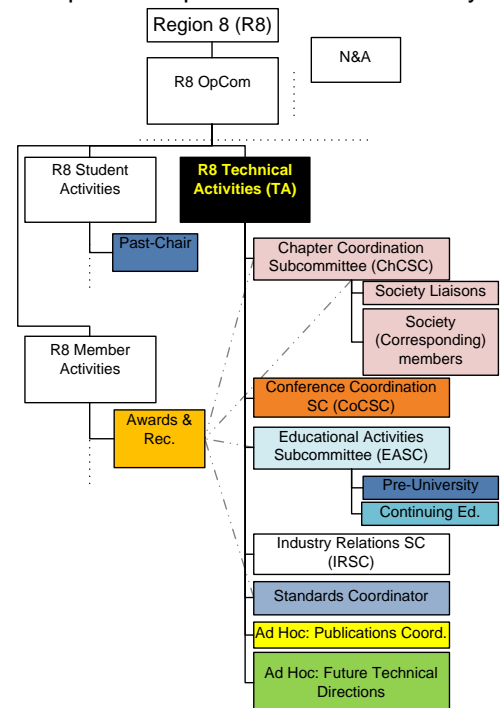 Region 8 (R8)
N&A
R8 OpCom
R8 Student
Activities
R8 Technical
Activities (TA)
Past-Chair
Chapter Coordination
Subcommittee (ChCSC)
Society Liaisons
Society
(Corresponding)
members
R8 Member
Activities
Awards &
Rec.
Conference Coordination
SC (CoCSC)
Educational Activities
Subcommittee (EASC)
Pre-University
Continuing Ed.
Industry Relations SC
(IRSC)
Standards Coordinator
Ad Hoc: Publications Coord.
Ad Hoc: Future Technical
Directions